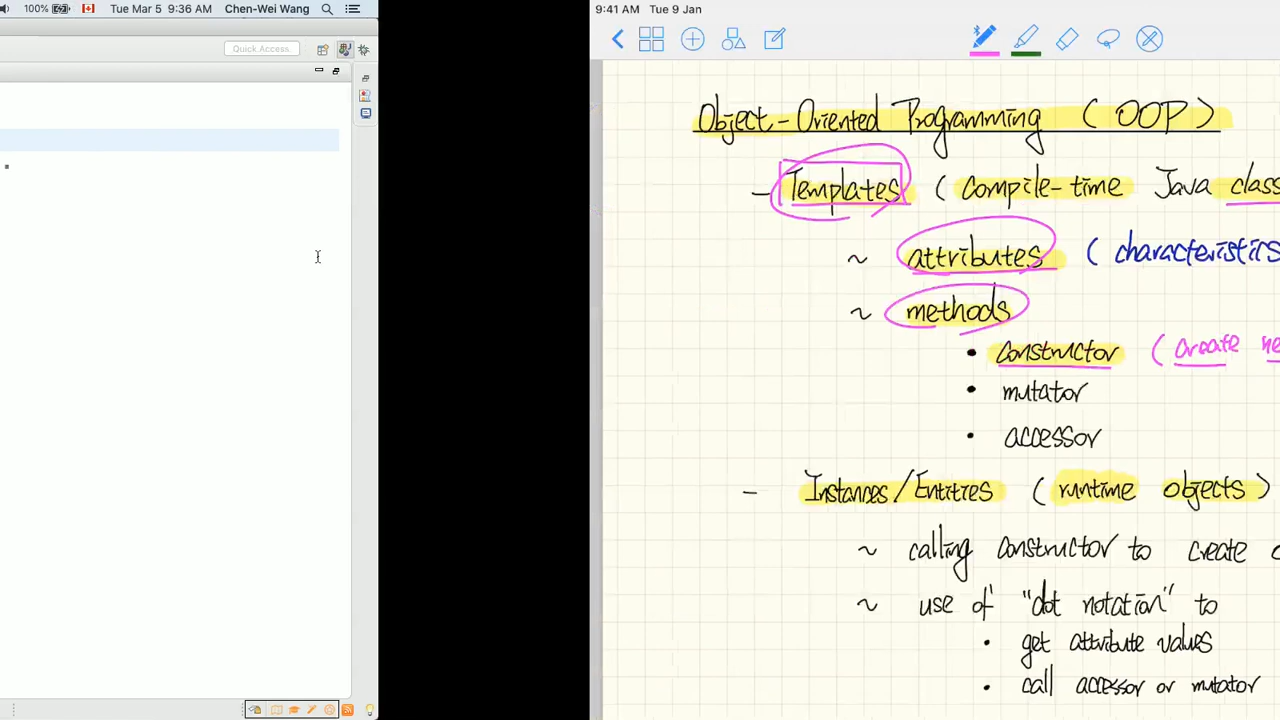 100% Tue Mar 5 9:36 AM Chen-Wei Wang
Quick Access
9:41 AM Tue 9 Jan
Object-Oriented Programming (OOP)
- Templates (compile-time Java class
~ attributes (characteristics
~ methods
• constructor (create ne
• mutator
• accessor
- Instances/Entities (runtime objects)
~ calling constructor to create
~ use of "dot notation" to
• get attribute values
• call accessor or mutator